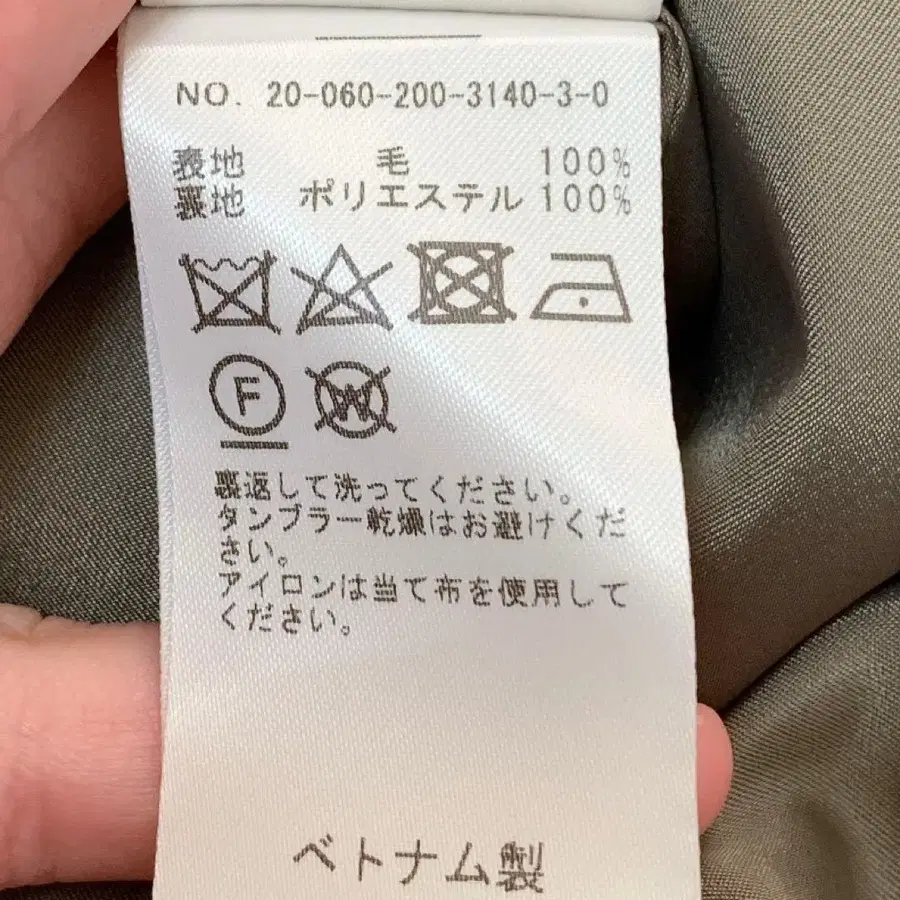 NO. 20-060-200-3140-3-0
表地 毛 100%
裏地 ポリエステル 100%
F W
裏返して洗ってください。
タンブラー乾燥はお避けくだ
さい。
アイロンは当て布を使用して
ください。
ベトナム製